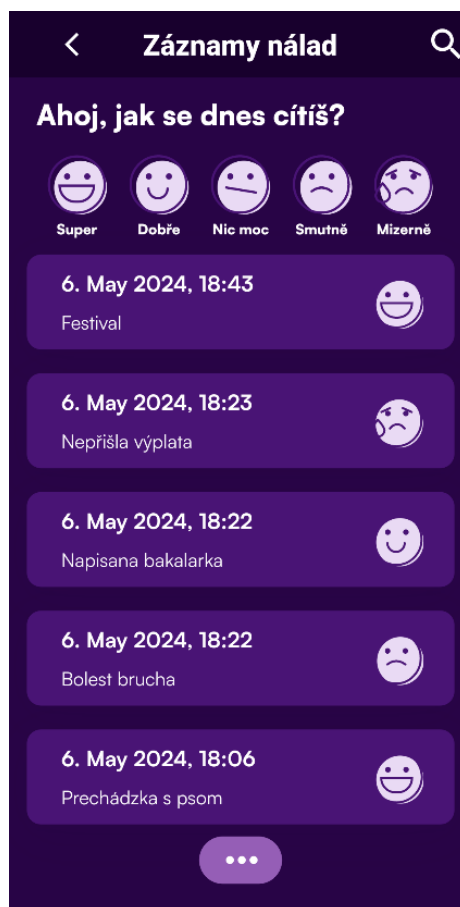 Záznamy nálad
Ahoj, jak se dnes cítíš?
Super Dobře Nic moc Smutně Mizerně
6. May 2024, 18:43
Festival
6. May 2024, 18:23
Nepřišla výplata
6. May 2024, 18:22
Napisana bakalarka
6. May 2024, 18:22
Bolest brucha
6. May 2024, 18:06
Prechádzka s psom